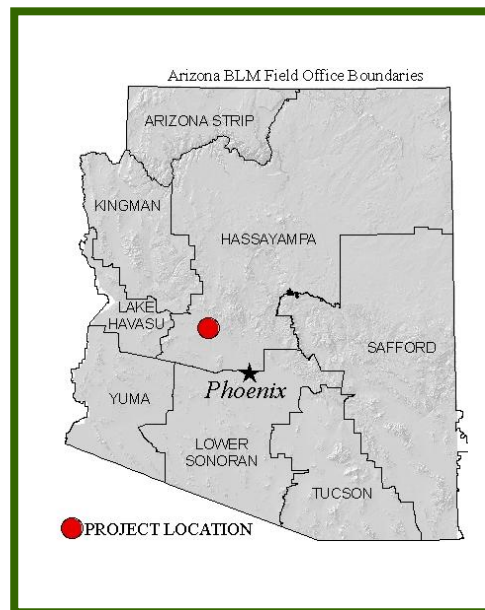 Arizona BLM Field Office Boundaries
ARIZONA STRIP
KINGMAN
HASSAYAMPA
LAKE
HAVASU
SAFFORD
Phoenix
YUMA
LOWER
SONORAN
TUCSON
PROJECT LOCATION